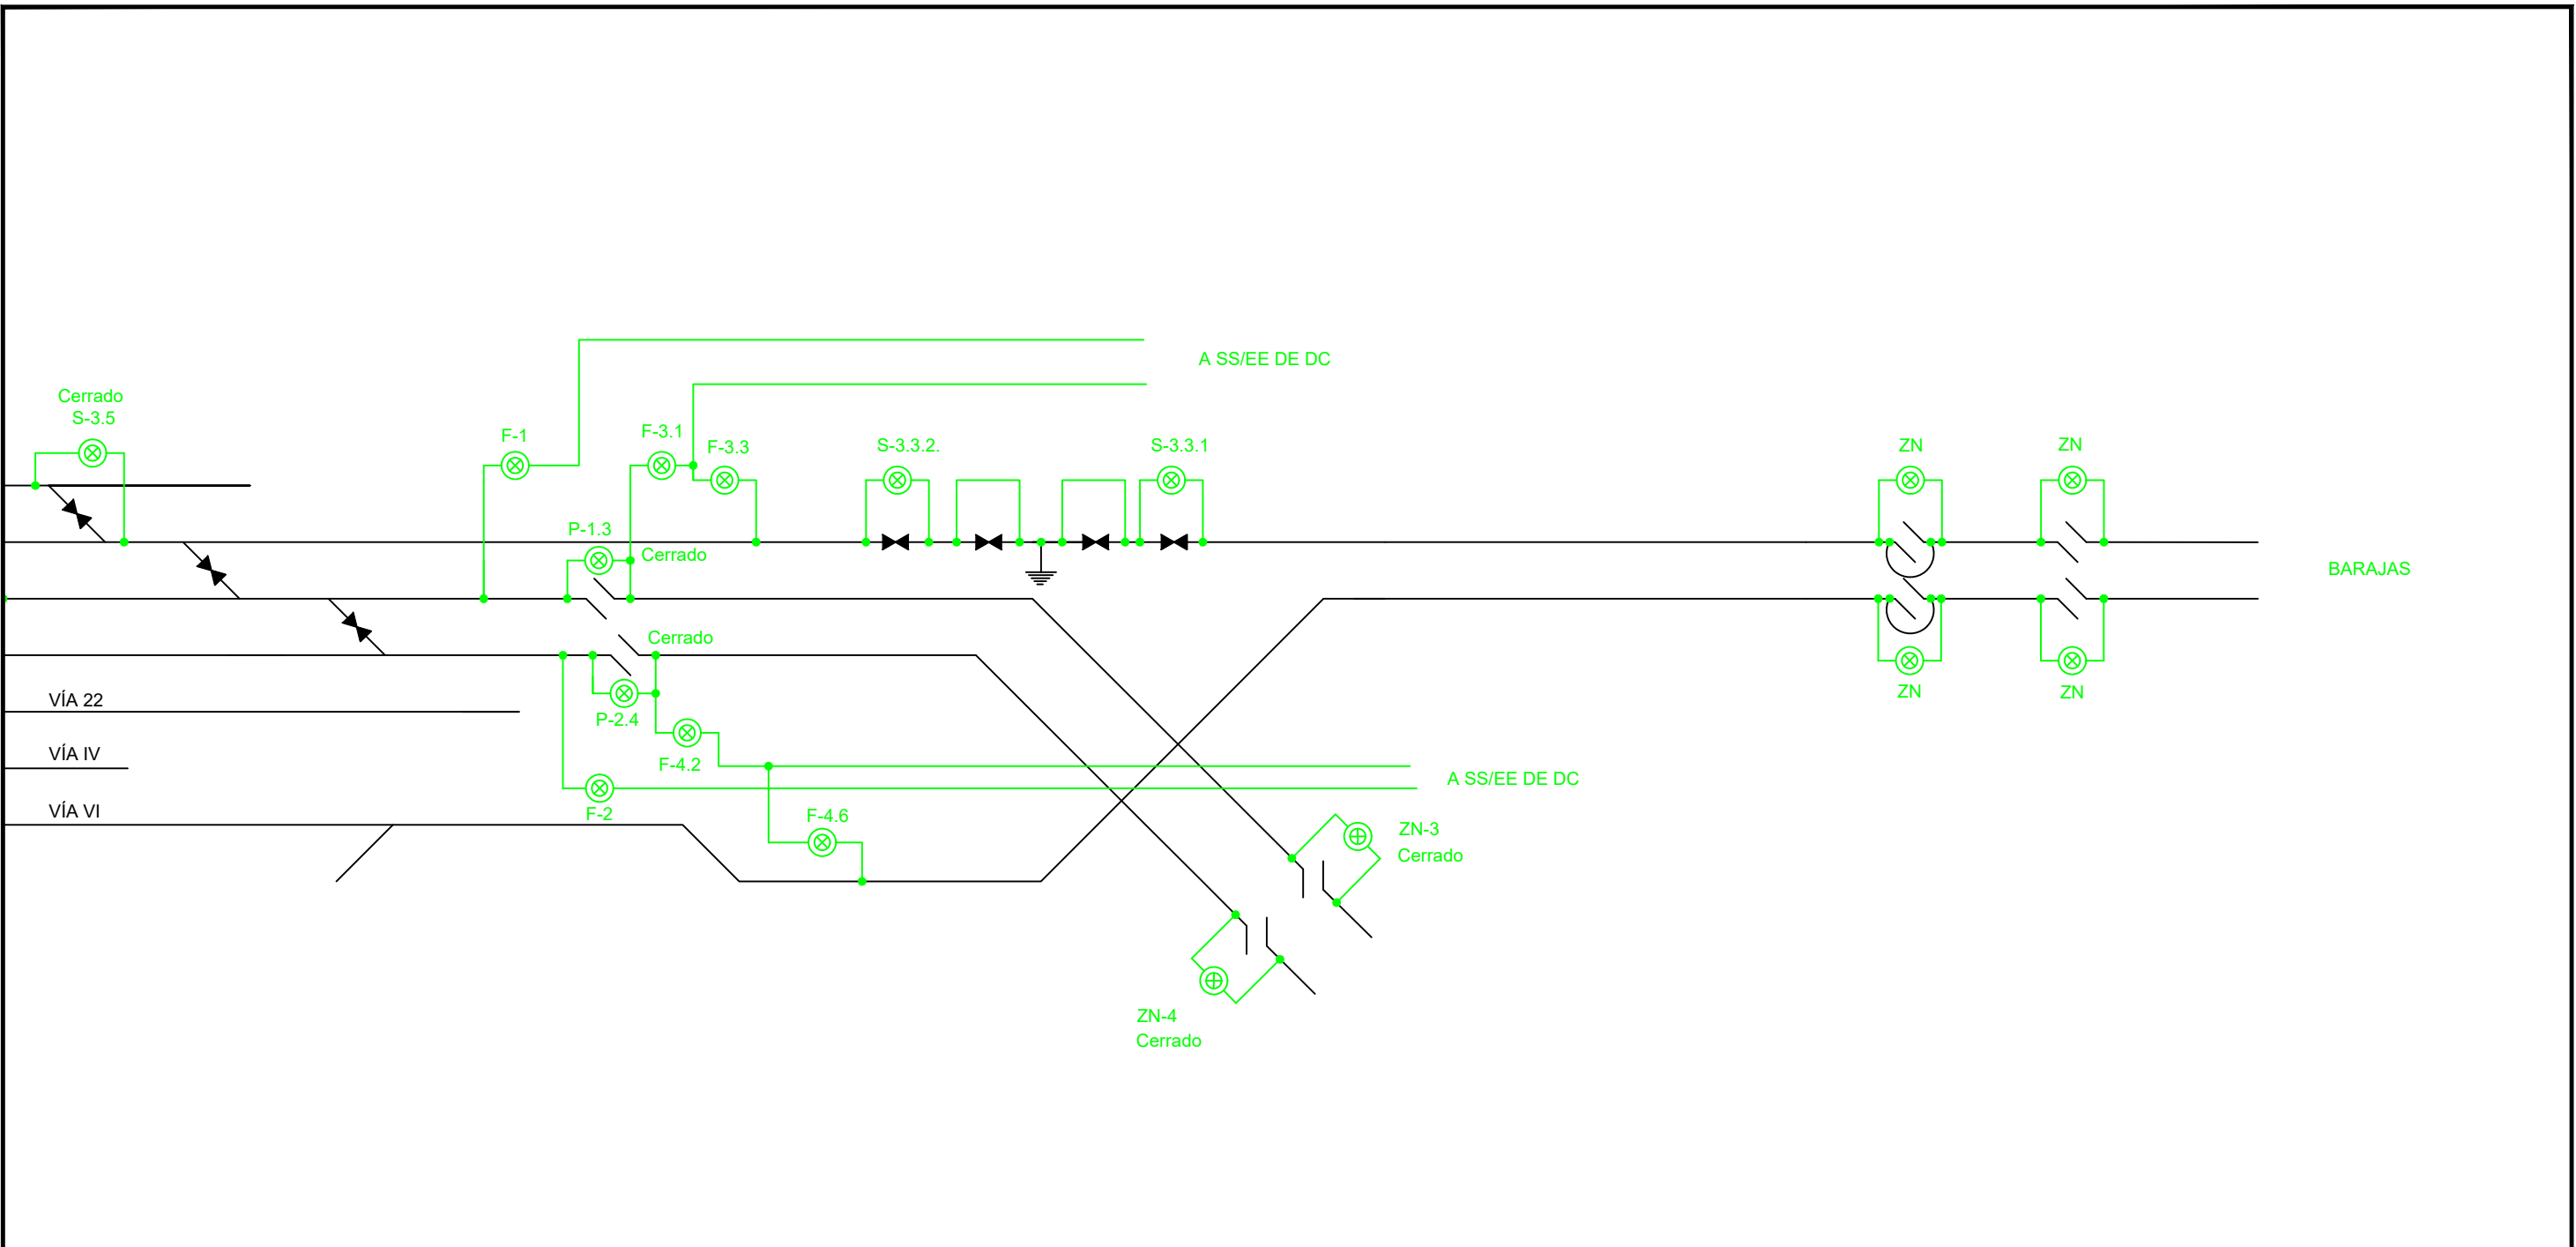 A SS/EE DE DC
Cerrado
S-3.5
F-1
F-3.1
F-3.3
S-3.3.2.
S-3.3.1
ZN
ZN
P-1.3
Cerrado
BARAJAS
Cerrado
VÍA 22
P-2.4
ZN
ZN
VÍA IV
F-4.2
A SS/EE DE DC
VÍA VI
F-2
F-4.6
ZN-3
Cerrado
ZN-4
Cerrado